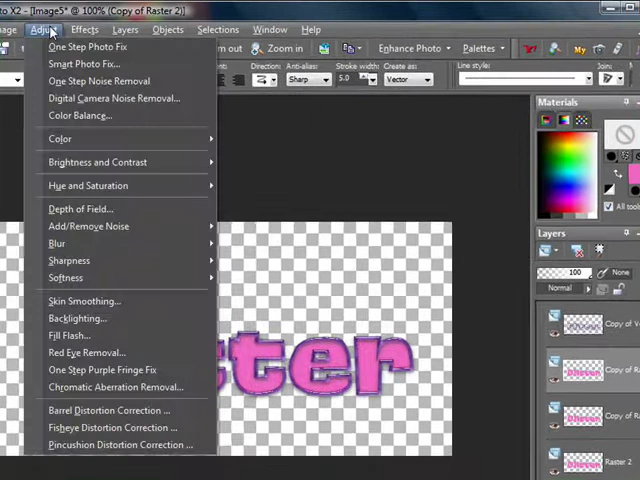 to X2 - [Image5* @ 100% (Copy of Raster 2)]
Adjust Effects Layers Objects Selections Window Help
Zoom in Enhance Photo Palettes
Direction: Anti-alias: Stroke width: Create as: Line style: Joins:
Sharp 5.0 Vector
One Step Photo Fix
Smart Photo Fix...
One Step Noise Removal
Digital Camera Noise Removal...
Color Balance...
Color
Brightness and Contrast
Hue and Saturation
Depth of Field...
Add/Remove Noise
Blur
Sharpness
Softness
Skin Smoothing...
Backlighting...
Fill Flash...
Red Eye Removal...
One Step Purple Fringe Fix
Chromatic Aberration Removal...
Barrel Distortion Correction ...
Fisheye Distortion Correction ...
Pincushion Distortion Correction ...
tter
Materials
All tools
Layers
100 None
Normal
Copy of V
Copy of Ra
Copy of Ra
Raster 2